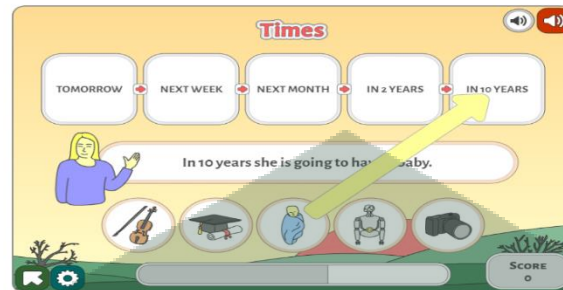 Times
TOMORROW
NEXT WEEK
NEXT MONTH
IN 2 YEARS
IN 10 YEARS
In 10 years she is going to have baby.
SCORE
0